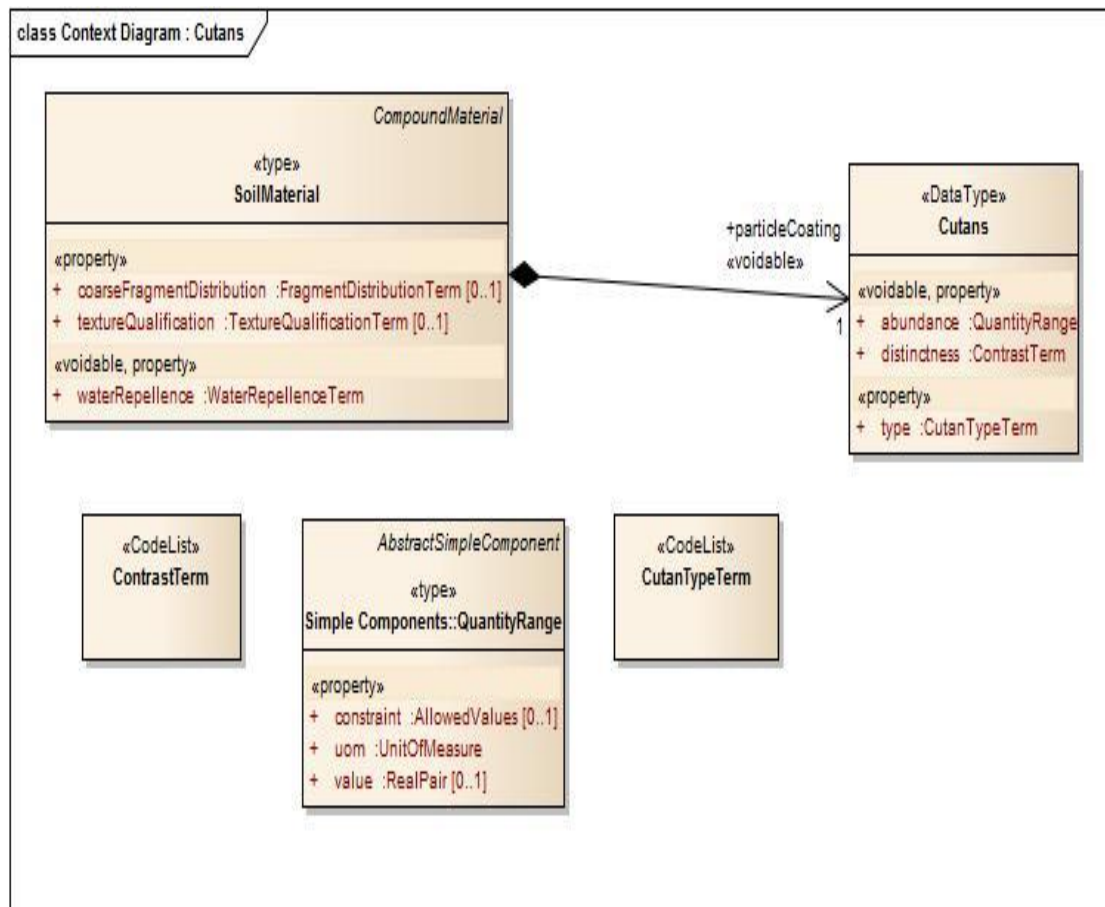 class Context Diagram : Cutans
CompoundMaterial
«type»
SoilMaterial
«property»
+ coarseFragmentDistribution :FragmentDistributionTerm [0..1]
+ textureQualification :TextureQualificationTerm [0..1]
«voidable, property»
+ waterRepellence :WaterRepellenceTerm
+particleCoating
«voidable»
1
«DataType»
Cutans
«voidable, property»
+ abundance :QuantityRange
+ distinctness :ContrastTerm
«property»
+ type :CutanTypeTerm
«CodeList»
ContrastTerm
AbstractSimpleComponent
«type»
Simple Components::QuantityRange
«property»
+ constraint :AllowedValues [0..1]
+ uom :UnitOfMeasure
+ value :RealPair [0..1]
«CodeList»
CutanTypeTerm